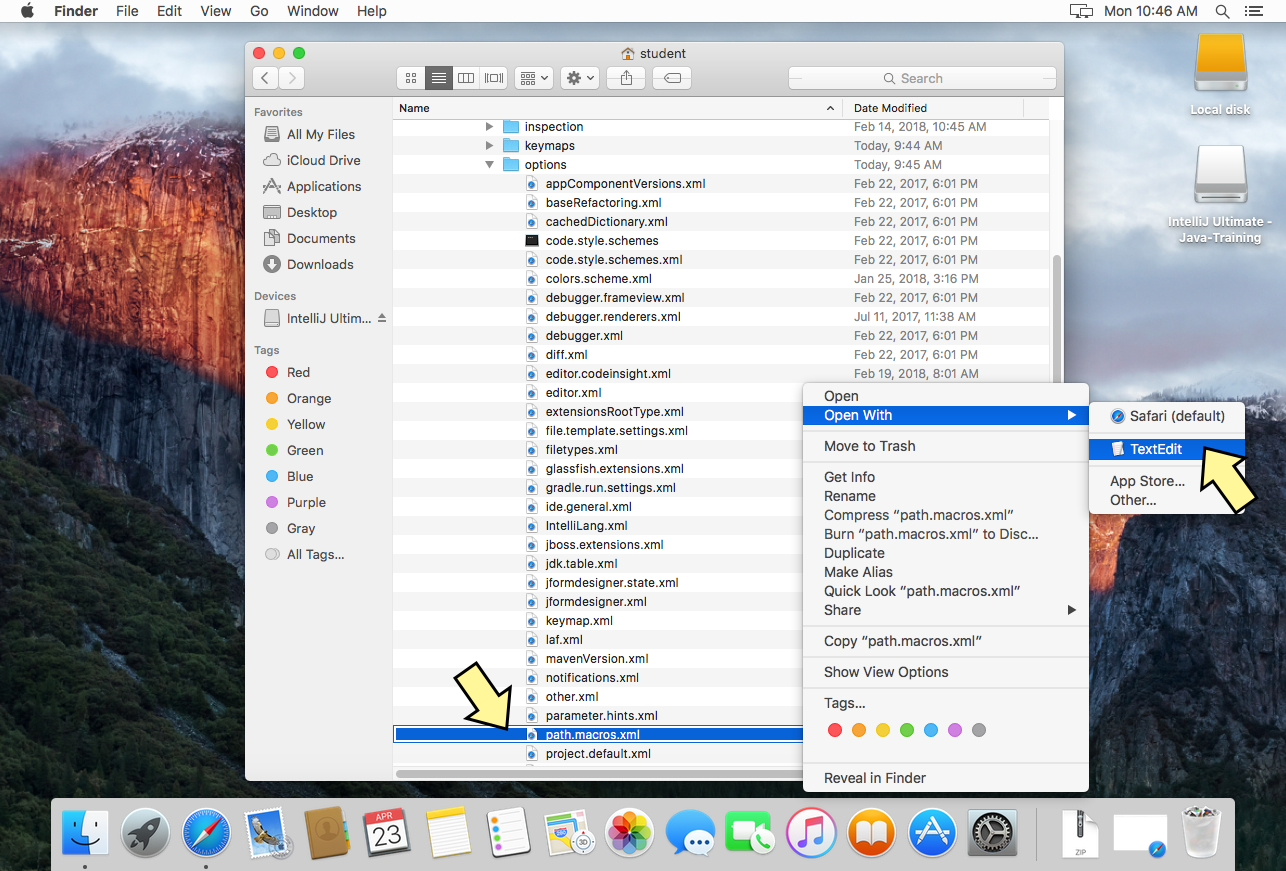 Finder File Edit View Go Window Help Mon 10:46 AM
student
Search
Local disk
IntelliJ Ultimate -
Java-Training
Favorites
All My Files
iCloud Drive
Applications
Desktop
Documents
Downloads
Devices
IntelliJ Ultim...
Tags
Red
Orange
Yellow
Green
Blue
Purple
Gray
All Tags...
Name Date Modified
inspection Feb 14, 2018, 10:45 AM
keymaps Today, 9:44 AM
options Today, 9:45 AM
appComponentVersions.xml Feb 22, 2017, 6:01 PM
baseRefactoring.xml Feb 22, 2017, 6:01 PM
cachedDictionary.xml Feb 22, 2017, 6:01 PM
code.style.schemes Feb 22, 2017, 6:01 PM
code.style.schemes.xml Feb 22, 2017, 6:01 PM
colors.scheme.xml Jan 25, 2018, 3:16 PM
debugger.frameview.xml Feb 22, 2017, 6:01 PM
debugger.renderers.xml Jul 11, 2017, 11:38 AM
debugger.xml Feb 22, 2017, 6:01 PM
diff.xml Feb 22, 2017, 6:01 PM
editor.codeinsight.xml Feb 19, 2018, 8:01 AM
editor.xml
extensionsRootType.xml
file.template.settings.xml
filetypes.xml
glassfish.extensions.xml
gradle.run.settings.xml
ide.general.xml
IntelliLang.xml
jboss.extensions.xml
jdk.table.xml
jformdesigner.state.xml
jformdesigner.xml
keymap.xml
laf.xml
mavenVersion.xml
notifications.xml
other.xml
parameter.hints.xml
path.macros.xml
project.default.xml
Open
Open With
Move to Trash
Get Info
Rename
Compress “path.macros.xml”
Burn “path.macros.xml” to Disc...
Duplicate
Make Alias
Quick Look “path.macros.xml”
Share
Copy “path.macros.xml”
Show View Options
Tags...
Reveal in Finder
Safari (default)
TextEdit
App Store...
Other...
APR
23
3D
ZIP